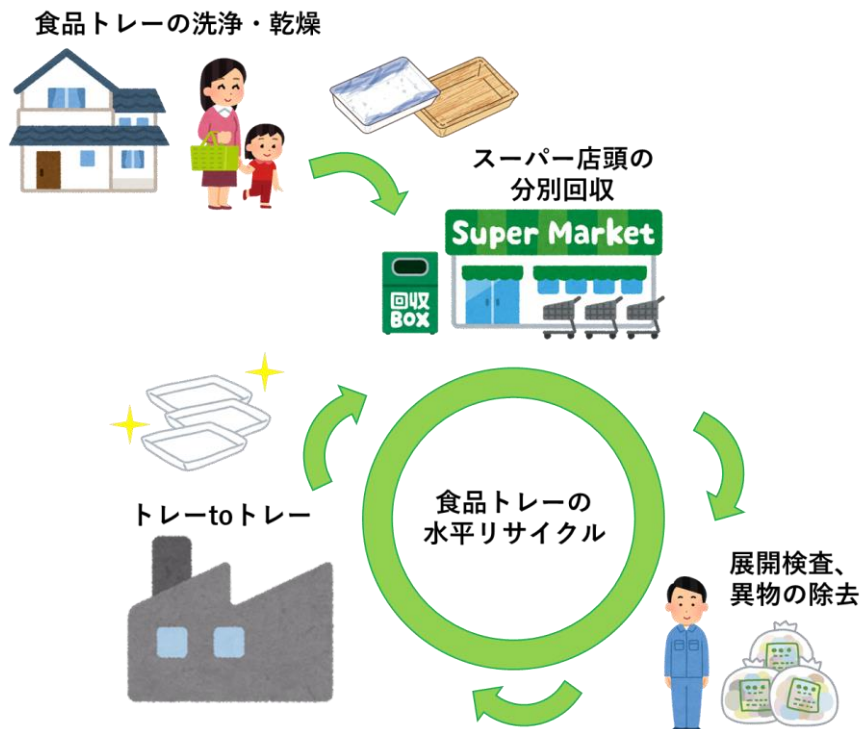 食品トレーの洗浄・乾燥
スーパー店頭の
分別回収
Super Market
回収
BOX
食品トレーの
水平リサイクル
トレーtoトレー
展開検査、
異物の除去